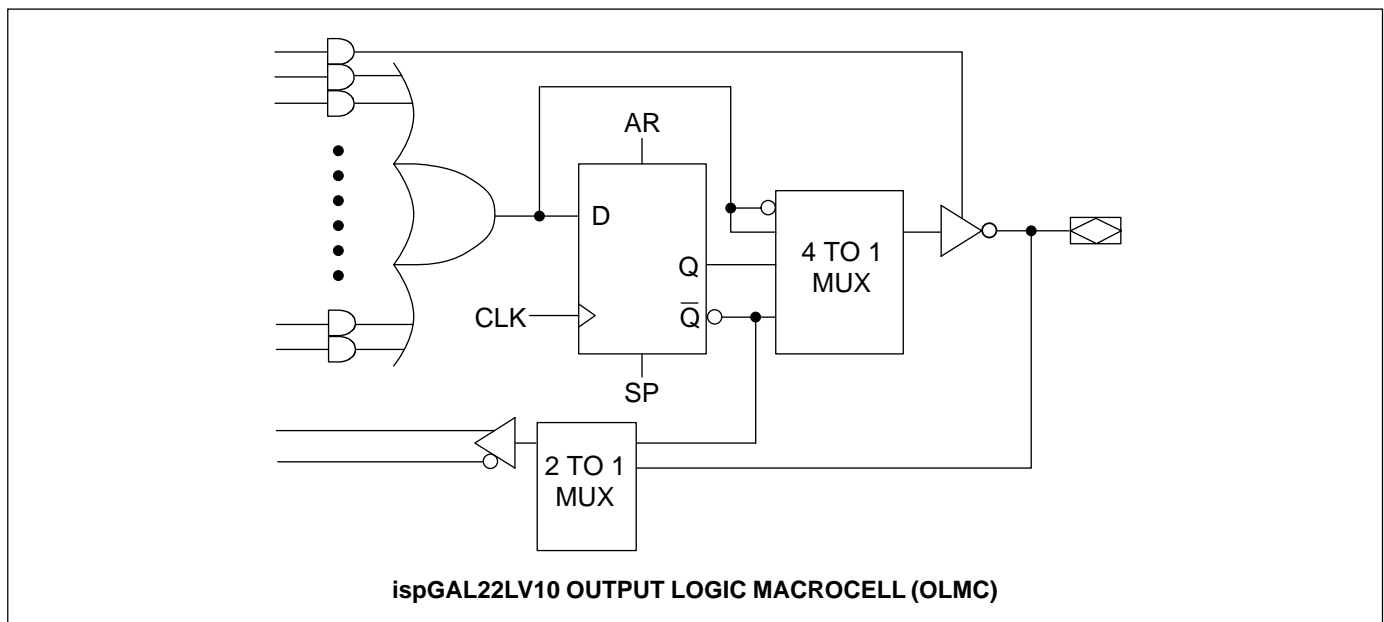 AR
D
Q
Q̅
CLK
SP
4 TO 1
MUX
2 TO 1
MUX
ispGAL22LV10 OUTPUT LOGIC MACROCELL (OLMC)